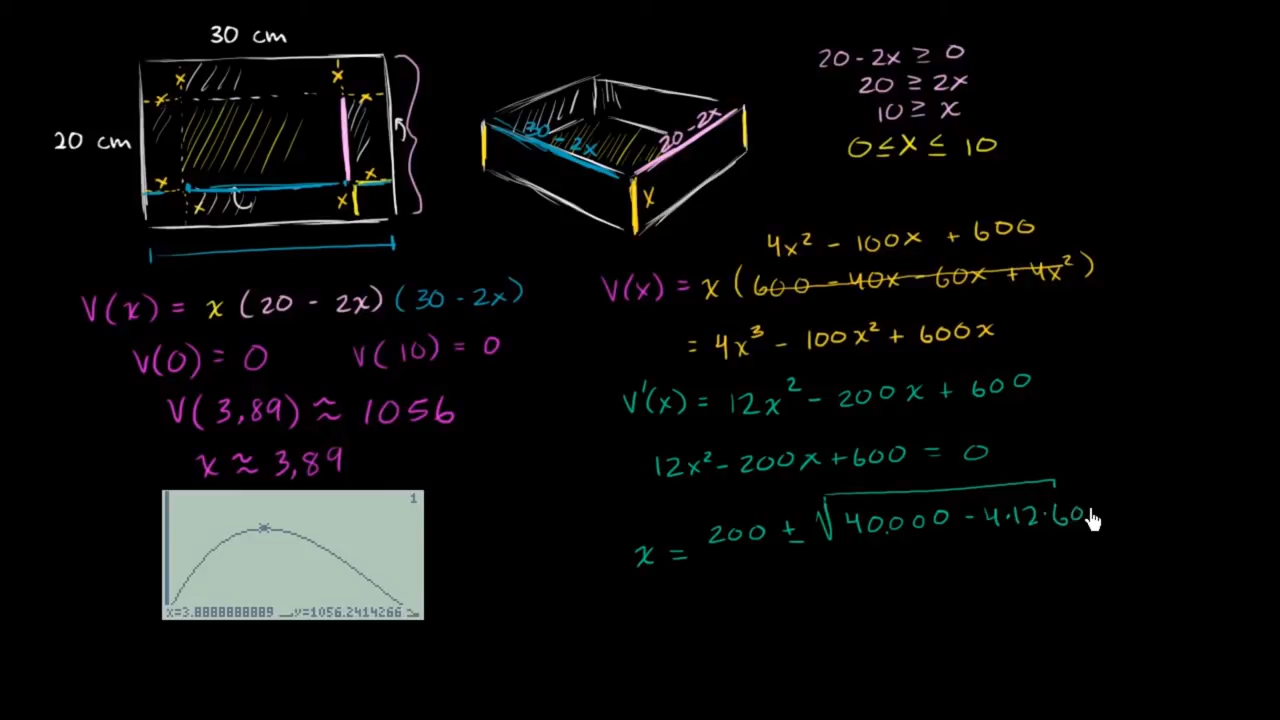 30 cm
x x
x x
20 cm
x x
x x
30 - 2x 20 - 2x
x
20 - 2x ≥ 0
20 ≥ 2x
10 ≥ x
0 ≤ x ≤ 10
V(x) = x (20 - 2x) (30 - 2x)
V(0) = 0 V(10) = 0
V(3,89) ≈ 1056
x ≈ 3,89
1
x=3.8888888889 y=1056.2414266
4x² - 100x + 600
V(x) = x (600 - 40x - 60x + 4x²)
= 4x³ - 100x² + 600x
V'(x) = 12x² - 200x + 600
12x² - 200x + 600 = 0
x = 200 ± √40.000 - 4·12·60